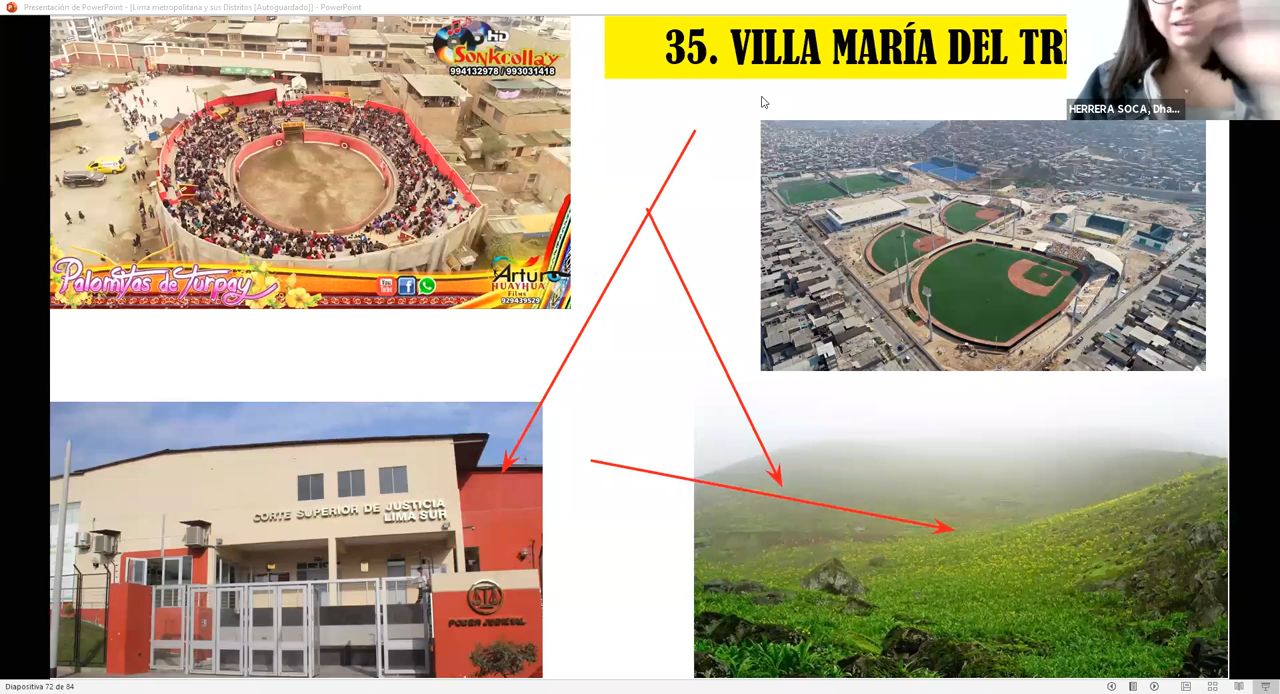 Presentación de PowerPoint - [Lima metropolitana y sus Distritos [Autoguardado]] - PowerPoint
HD
Sonkcollay
994132978 / 993031418
35. VILLA MARÍA DEL TR
HERRERA SOCA, Dha...
Palomitas de Turpay
You
Artur
HUAYHUA
Films
929439529
CORTE SUPERIOR DE JUSTICIA
LIMA SUR
PODER JUDICIAL
Diapositiva 72 de 84